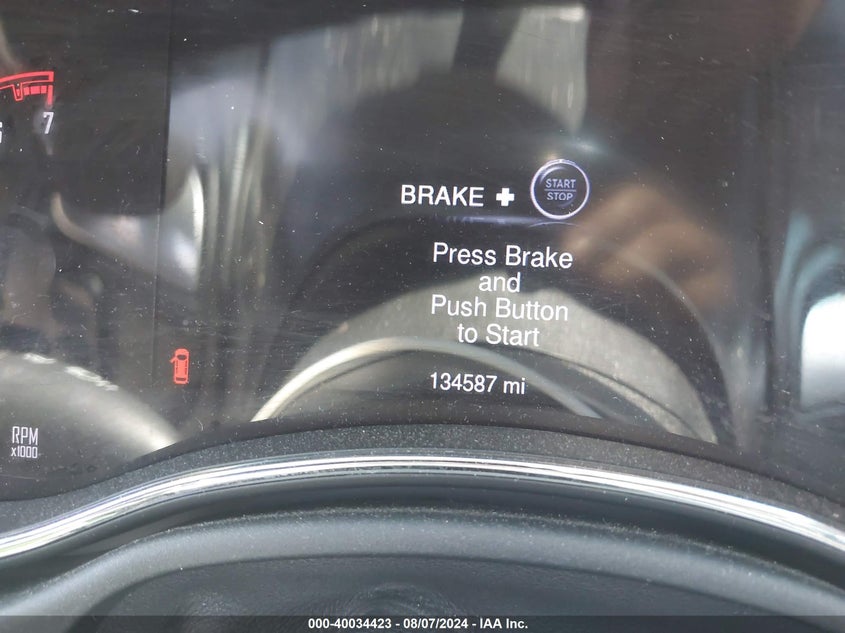 7
BRAKE + START
STOP
Press Brake
and
Push Button
to Start
134587 mi
RPM
x1000
000-40034423 - 08/07/2024 - IAA Inc.